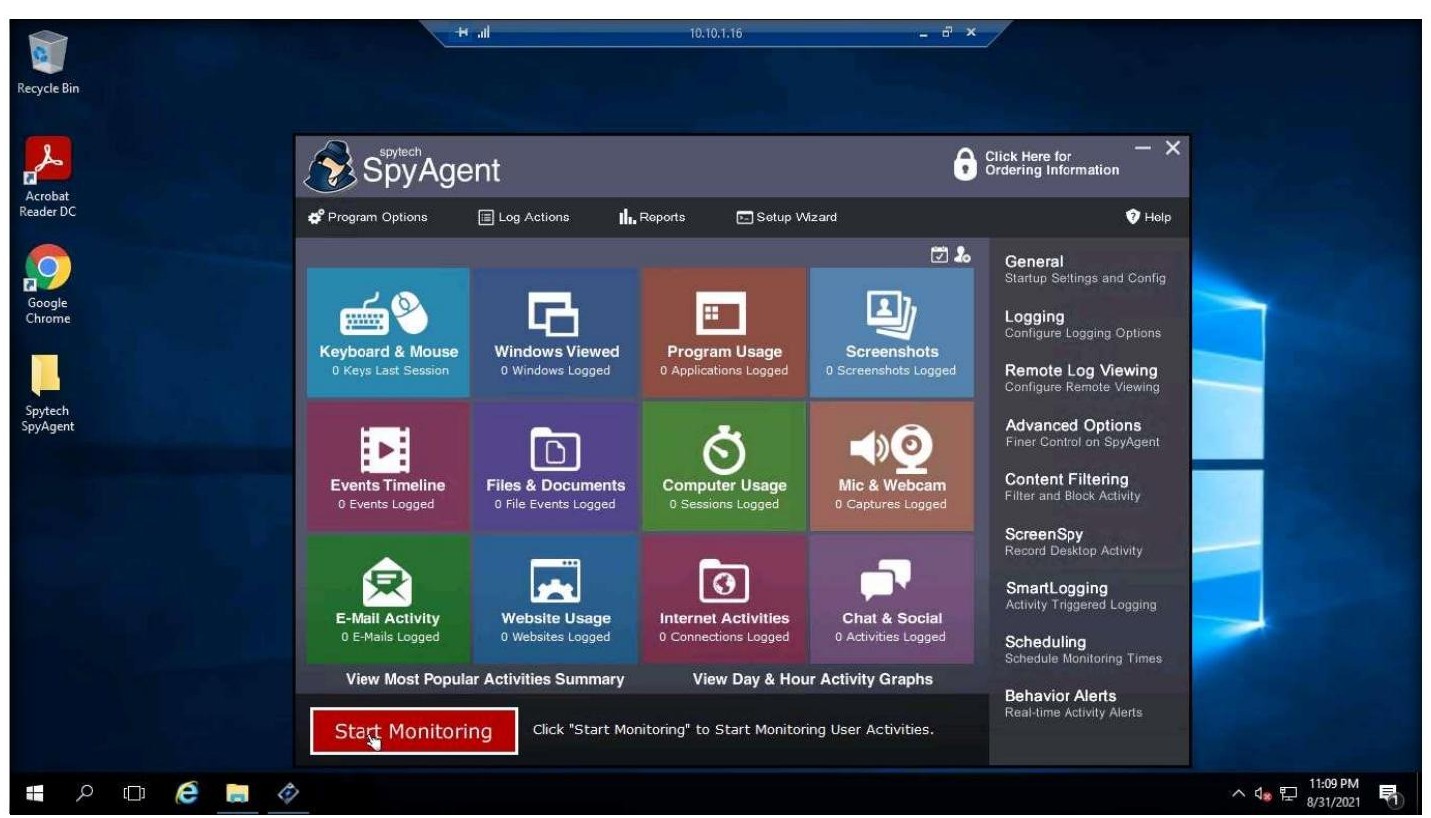 10.10.1.16
Recycle Bin
Acrobat
Reader DC
Google
Chrome
Spytech
SpyAgent
spytech
SpyAgent
Click Here for
Ordering Information
Program Options
Log Actions
Reports
Setup Wizard
Help
Keyboard & Mouse
0 Keys Last Session
Windows Viewed
0 Windows Logged
Program Usage
0 Applications Logged
Screenshots
0 Screenshots Logged
Events Timeline
0 Events Logged
Files & Documents
0 File Events Logged
Computer Usage
0 Sessions Logged
Mic & Webcam
0 Captures Logged
E-Mail Activity
0 E-Mails Logged
Website Usage
0 Websites Logged
Internet Activities
0 Connections Logged
Chat & Social
0 Activities Logged
View Most Popular Activities Summary
View Day & Hour Activity Graphs
Start Monitoring
Click "Start Monitoring" to Start Monitoring User Activities.
General
Startup Settings and Config
Logging
Configure Logging Options
Remote Log Viewing
Configure Remote Viewing
Advanced Options
Finer Control on SpyAgent
Content Filtering
Filter and Block Activity
ScreenSpy
Record Desktop Activity
SmartLogging
Activity Triggered Logging
Scheduling
Schedule Monitoring Times
Behavior Alerts
Real-time Activity Alerts
11:09 PM
8/31/2021
1